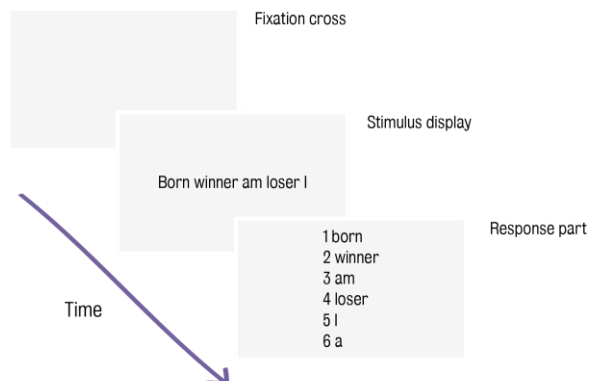 Fixation cross
Stimulus display
Born winner am loser I
Response part
1 born
2 winner
3 am
4 loser
5 I
6 a
Time